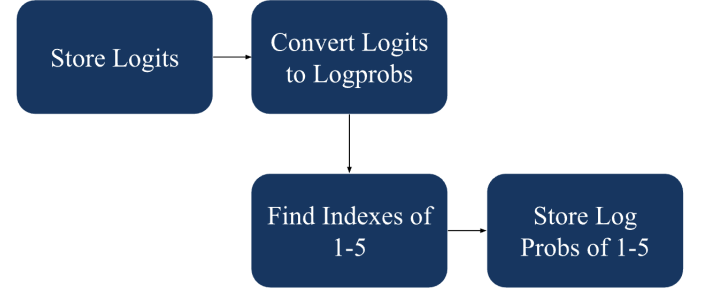 Store Logits
Convert Logits
to Logprobs
Find Indexes of
1-5
Store Log
Probs of 1-5